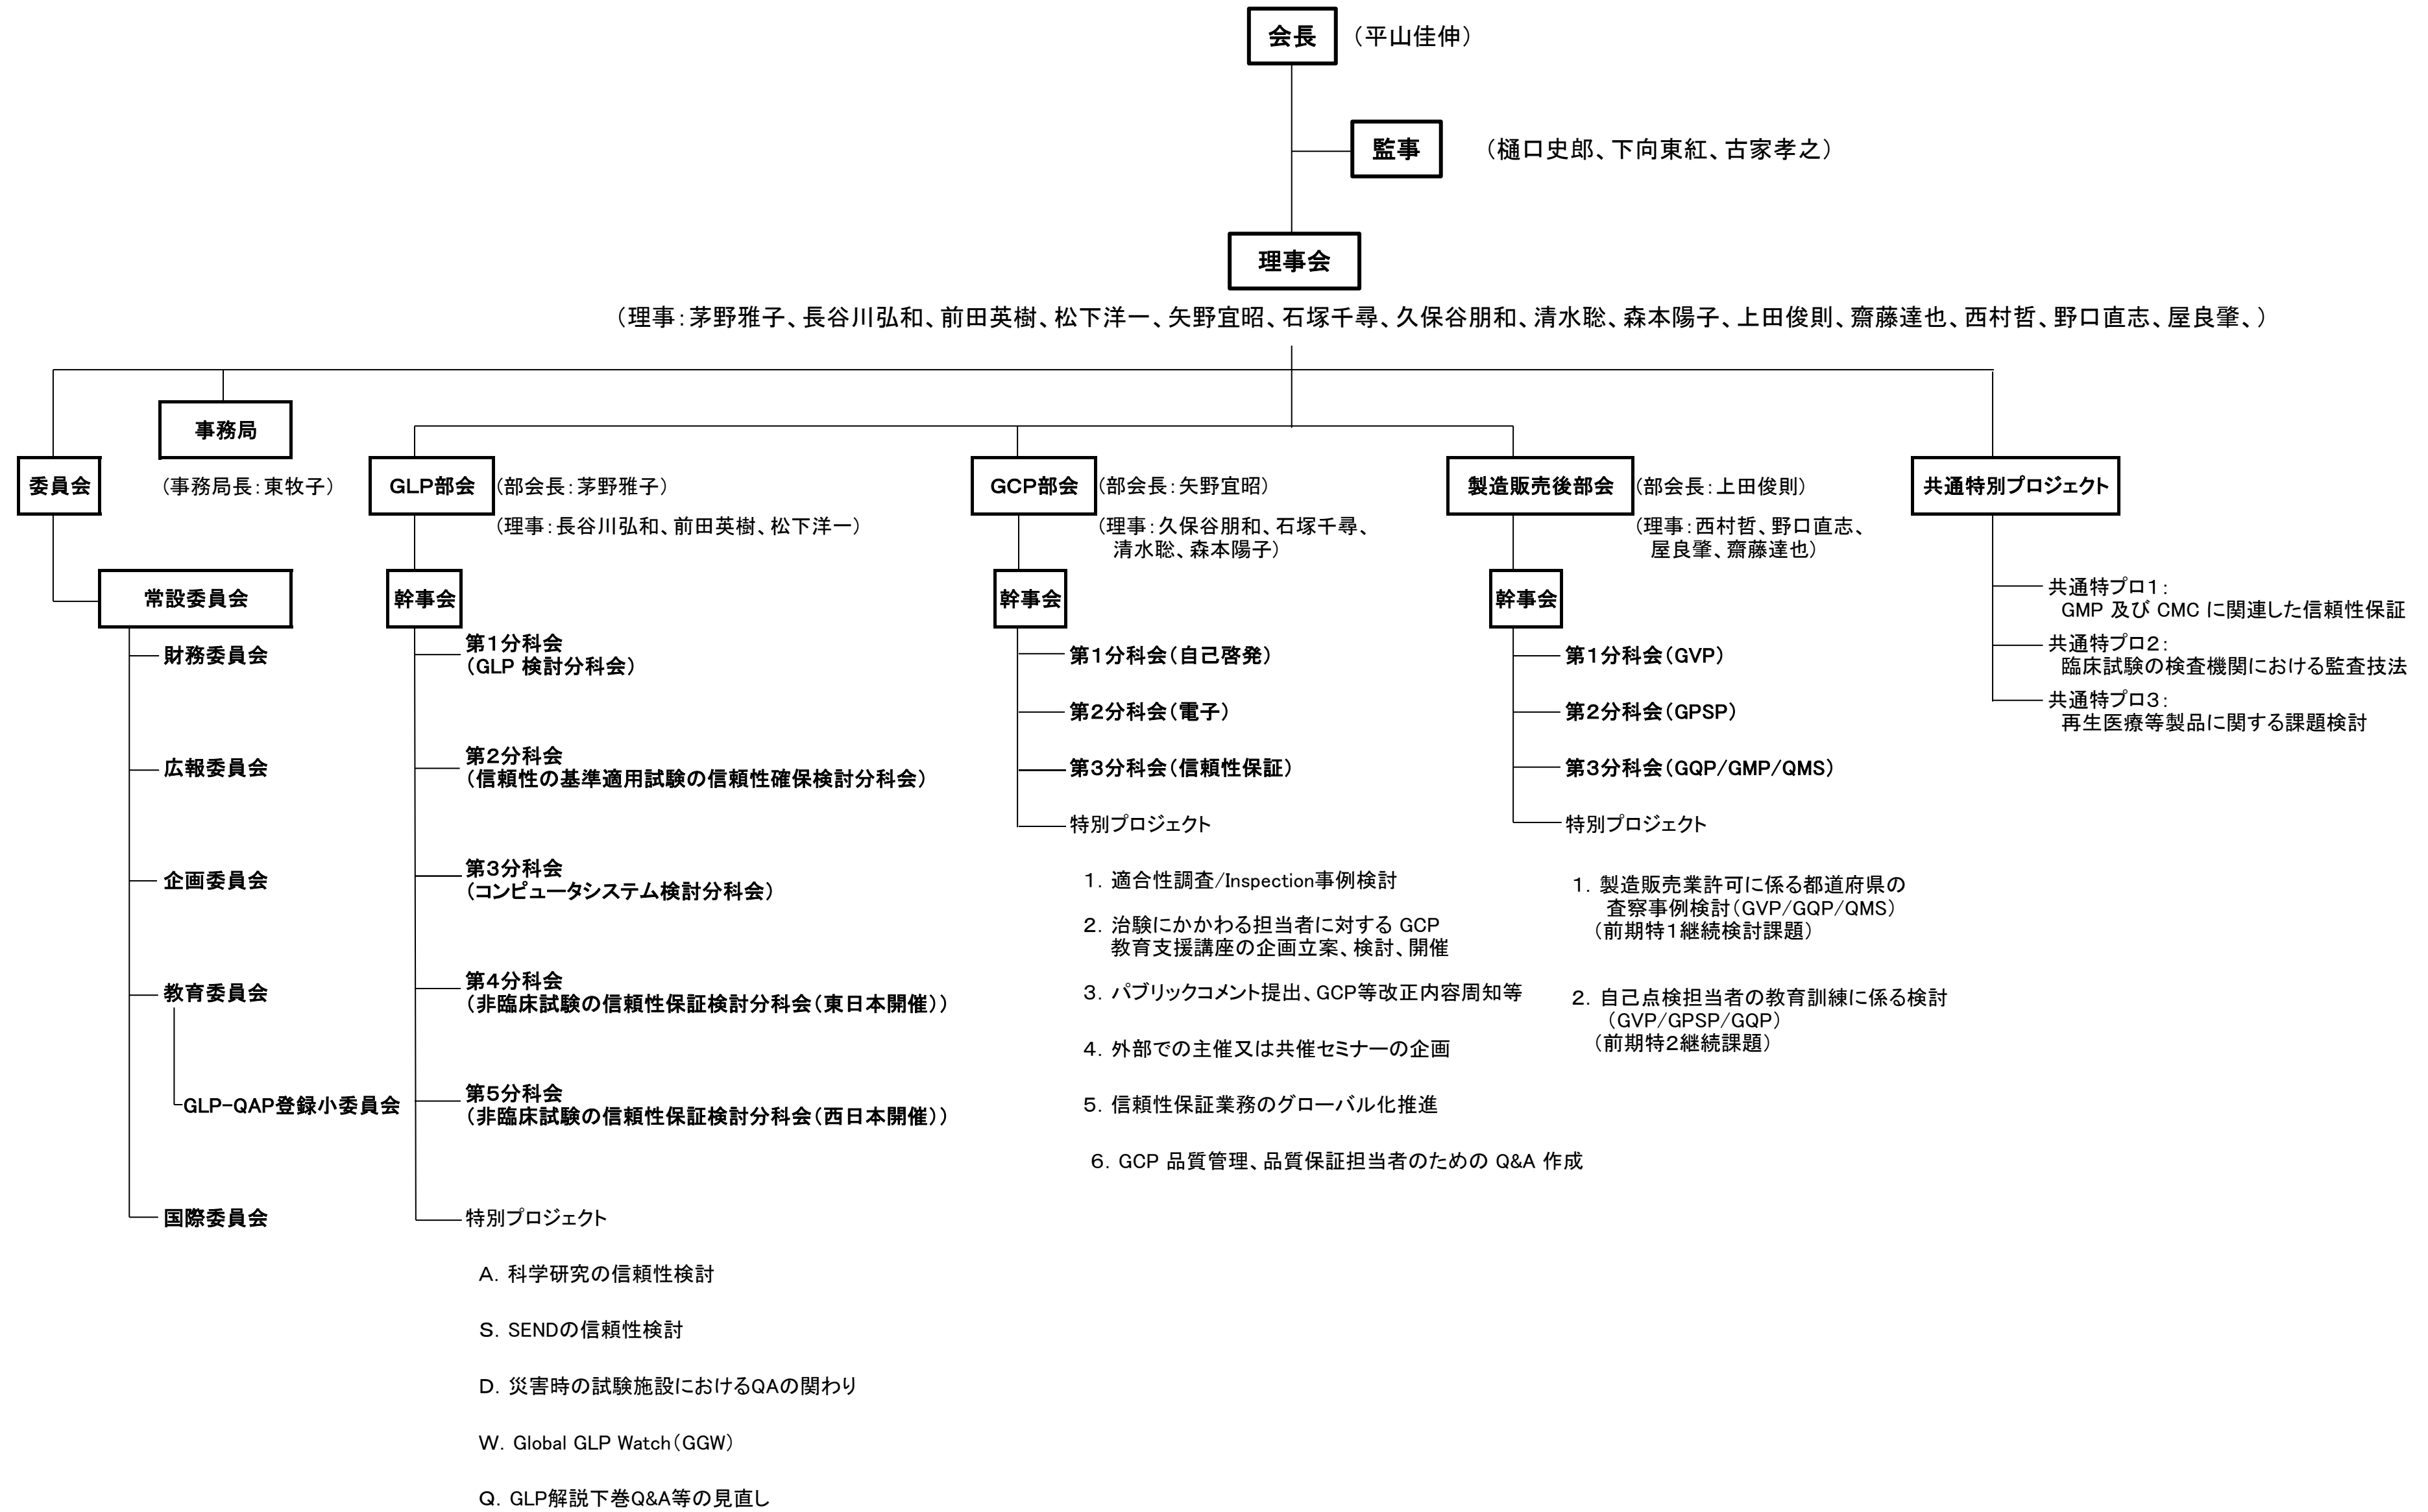 会長
（平山佳伸）
監事
（樋口史郎、下向東紅、古家孝之）
理事会
（理事：茅野雅子、長谷川弘和、前田英樹、松下洋一、矢野宜昭、石塚千尋、久保谷朋和、清水聡、森本陽子、上田俊則、齋藤達也、西村哲、野口直志、屋良肇、）
事務局
（事務局長：東牧子）
委員会
常設委員会
財務委員会
広報委員会
企画委員会
教育委員会
GLP-QAP登録小委員会
国際委員会
GLP部会
（部会長：茅野雅子）
（理事：長谷川弘和、前田英樹、松下洋一）
幹事会
第１分科会
（GLP 検討分科会）
第２分科会
（信頼性の基準適用試験の信頼性確保検討分科会）
第３分科会
（コンピュータシステム検討分科会）
第４分科会
（非臨床試験の信頼性保証検討分科会（東日本開催））
第５分科会
（非臨床試験の信頼性保証検討分科会（西日本開催））
特別プロジェクト
A. 科学研究の信頼性検討
S. SENDの信頼性検討
D. 災害時の試験施設におけるQAの関わり
W. Global GLP Watch（GGW）
Q. GLP解説下巻Q&A等の見直し
GCP部会
（部会長：矢野宜昭）
（理事：久保谷朋和、石塚千尋、
清水聡、森本陽子）
幹事会
第１分科会（自己啓発）
第２分科会（電子）
第３分科会（信頼性保証）
特別プロジェクト
１. 適合性調査/Inspection事例検討
２. 治験にかかわる担当者に対する GCP
教育支援講座の企画立案、検討、開催
３. パブリックコメント提出、GCP等改正内容周知等
４. 外部での主催又は共催セミナーの企画
５. 信頼性保証業務のグローバル化推進
６. GCP 品質管理、品質保証担当者のための Q&A 作成
製造販売後部会
（部会長：上田俊則）
（理事：西村哲、野口直志、
屋良肇、齋藤達也）
幹事会
第１分科会（GVP）
第２分科会（GPSP）
第３分科会（GQP/GMP/QMS）
特別プロジェクト
１. 製造販売業許可に係る都道府県の
査察事例検討（GVP/GQP/QMS）
（前期特１継続検討課題）
２. 自己点検担当者の教育訓練に係る検討
（GVP/GPSP/GQP）
（前期特２継続課題）
共通特別プロジェクト
共通特プロ１：
GMP 及び CMC に関連した信頼性保証
共通特プロ２：
臨床試験の検査機関における監査技法
共通特プロ３：
再生医療等製品に関する課題検討